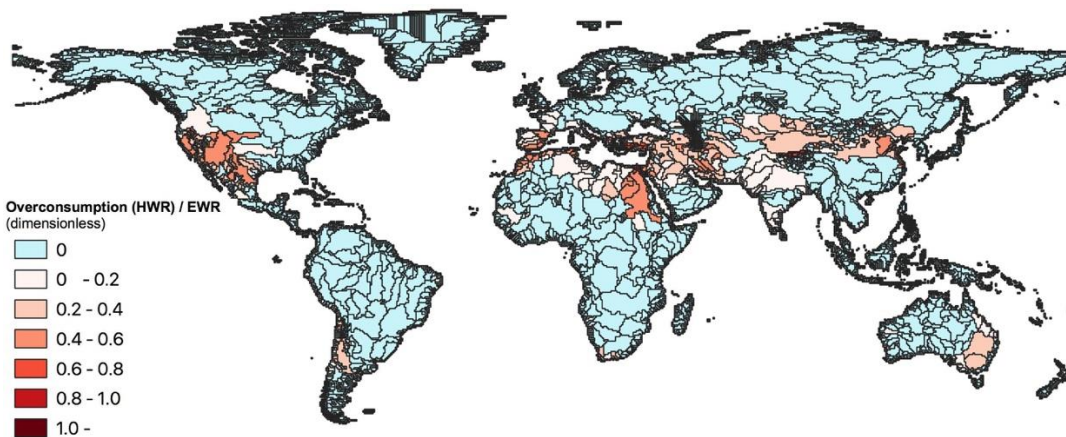 Overconsumption (HWR) / EWR
(dimensionless)
0
0 - 0.2
0.2 - 0.4
0.4 - 0.6
0.6 - 0.8
0.8 - 1.0
1.0 -